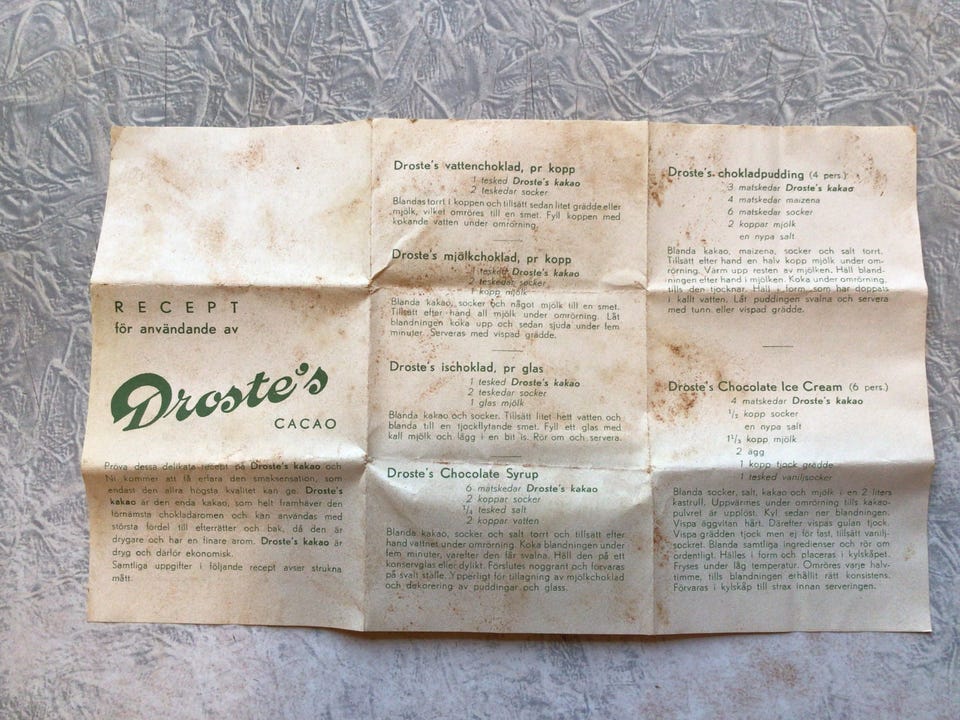 RECEPT
för användande av
Droste's
CACAO
Pröva dessa delikata recept på Droste's kakao och
Ni kommer att få erfara den smaksensation, som
endast den allra högsta kvalitet kan ge. Droste's
kakao är den enda kakao, som helt framhäver den
förnämsta chokladaromen och kan användas med
största fördel till efterrätter och bak, då den är
drygare och har en finare arom. Droste's kakao är
dryg och därför ekonomisk.
Samtliga uppgifter i följande recept avser strukna
mått.
Droste's vattenchoklad, pr kopp
1 tesked Droste's kakao
2 teskedar socker
Blandas torrt i koppen och tillsätt sedan litet grädde eller
mjölk, vilket omröres till en smet. Fyll koppen med
kokande vatten under omrörning.
Droste's mjölkchoklad, pr kopp
1 tesked Droste's kakao
2 teskedar socker
1 kopp mjölk
Blanda kakao, socker och något mjölk till en smet.
Tillsätt efter hand all mjölk under omrörning. Låt
blandningen koka upp och sedan sjuda under fem
minuter. Serveras med vispad grädde.
Droste's ischoklad, pr glas
1 tesked Droste's kakao
2 teskedar socker
1 glas mjölk
Blanda kakao och socker. Tillsätt litet hett vatten och
blanda till en tjockflytande smet. Fyll ett glas med
kall mjölk och lägg i en bit is. Rör om och servera.
Droste's Chocolate Syrup
6 matskedar Droste's kakao
2 koppar socker
1/4 tesked salt
2 koppar vatten
Blanda kakao, socker och salt torrt och tillsätt efter
hand vattnet under omrörning. Koka blandningen under
fem minuter, varefter den får svalna. Häll den på ett
konservglas eller dylikt. Förslutes noggrant och förvaras
på svalt ställe. Ypperligt för tillagning av mjölkchoklad
och dekorering av puddingar och glass.
Droste's chokladpudding (4 pers.)
3 matskedar Droste's kakao
4 matskedar maizena
6 matskedar socker
2 koppar mjölk
en nypa salt
Blanda kakao, maizena, socker och salt torrt.
Tillsätt efter hand en halv kopp mjölk under om-
rörning. Värm upp resten av mjölken. Häll bland-
ningen efter hand i mjölken. Koka under omrörning,
tills den tjocknar. Häll i form, som har doppats
i kallt vatten. Låt puddingen svalna och servera
med tunn eller vispad grädde.
Droste's Chocolate Ice Cream (6 pers.)
4 matskedar Droste's kakao
1/2 kopp socker
en nypa salt
1 1/3 kopp mjölk
2 ägg
1 kopp tjock grädde
1 tesked vaniljsocker
Blanda socker, salt, kakao och mjölk i en 2 liters
kastrull. Uppvärmes under omrörning tills kakao-
pulvret är upplöst. Kyl sedan ner blandningen.
Vispa äggvitan hårt. Därefter vispas gulan tjock.
Vispa grädden tjock men ej för fast, tillsätt vanilj-
sockret. Blanda samtliga ingredienser och rör om
ordentligt. Hälles i form och placeras i kylskåpet.
Fryses under låg temperatur. Omröres varje halv-
timme, tills blandningen erhållit rätt konsistens.
Förvaras i kylskåp till strax innan serveringen.